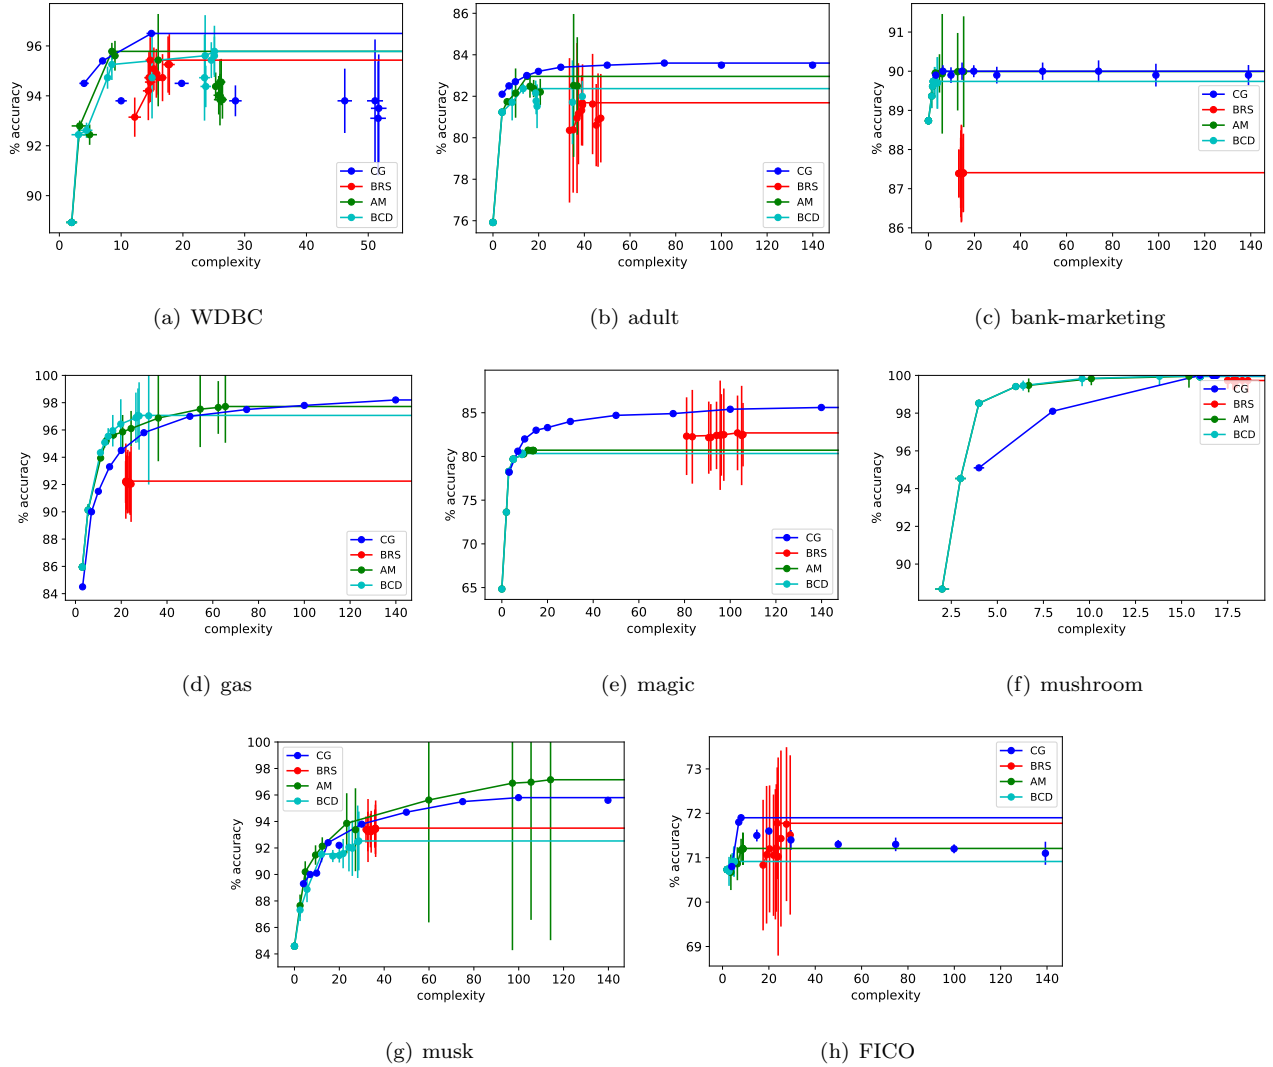 96
94
92
90
% accuracy
0 10 20 30 40 50
complexity
CG
BRS
AM
BCD
(a) WDBC
86
84
82
80
78
76
% accuracy
0 20 40 60 80 100 120 140
complexity
CG
BRS
AM
BCD
(b) adult
91
90
89
88
87
86
% accuracy
0 20 40 60 80 100 120 140
complexity
CG
BRS
AM
BCD
(c) bank-marketing
100
98
96
94
92
90
88
86
84
% accuracy
0 20 40 60 80 100 120 140
complexity
CG
BRS
AM
BCD
(d) gas
85
80
75
70
65
% accuracy
0 20 40 60 80 100 120 140
complexity
CG
BRS
AM
BCD
(e) magic
100
98
96
94
92
90
% accuracy
2.5 5.0 7.5 10.0 12.5 15.0 17.5
complexity
CG
BRS
AM
BCD
(f) mushroom
100
98
96
94
92
90
88
86
84
% accuracy
0 20 40 60 80 100 120 140
complexity
CG
BRS
AM
BCD
(g) musk
73
72
71
70
69
% accuracy
0 20 40 60 80 100 120 140
complexity
CG
BRS
AM
BCD
(h) FICO